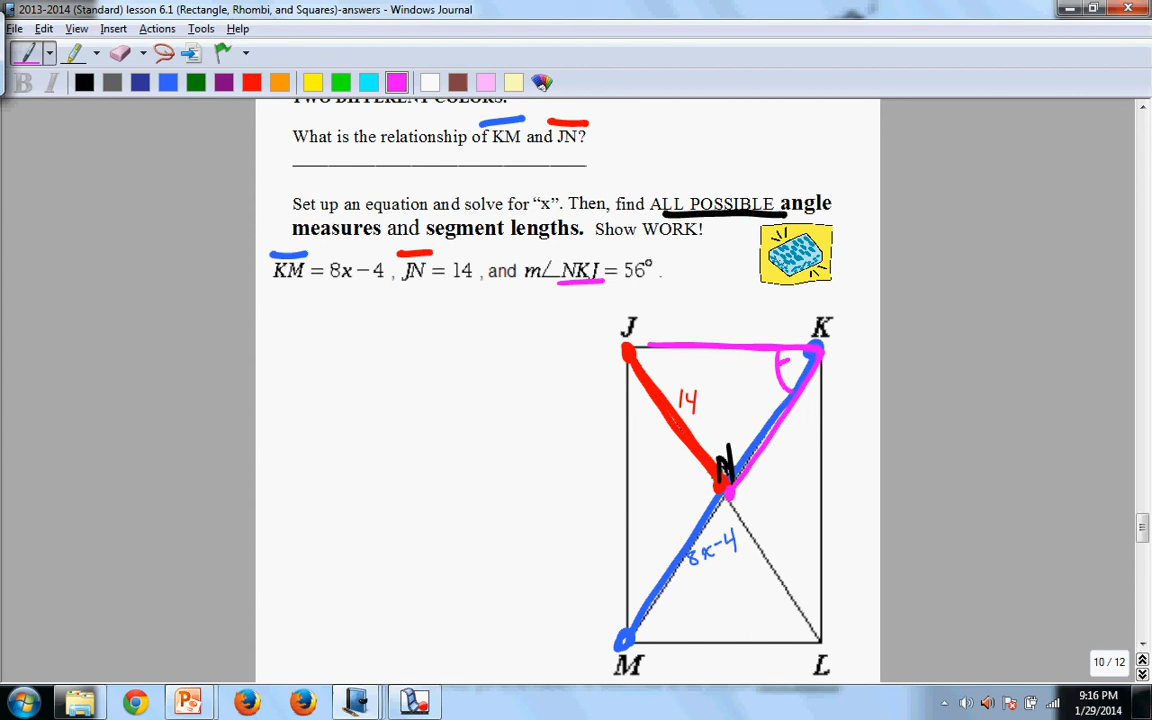 2013-2014 (Standard) lesson 6.1 (Rectangle, Rhombi, and Squares)-answers - Windows Journal
File Edit View Insert Actions Tools Help
B I
TWO DIFFERENT COLORS.
What is the relationship of KM and JN?
Set up an equation and solve for “x”. Then, find ALL POSSIBLE angle
measures and segment lengths. Show WORK!
KM = 8x − 4 , JN = 14 , and m∠NKJ = 56° .
J K
14
N
8x-4
M L
10 / 12
9:16 PM
1/29/2014